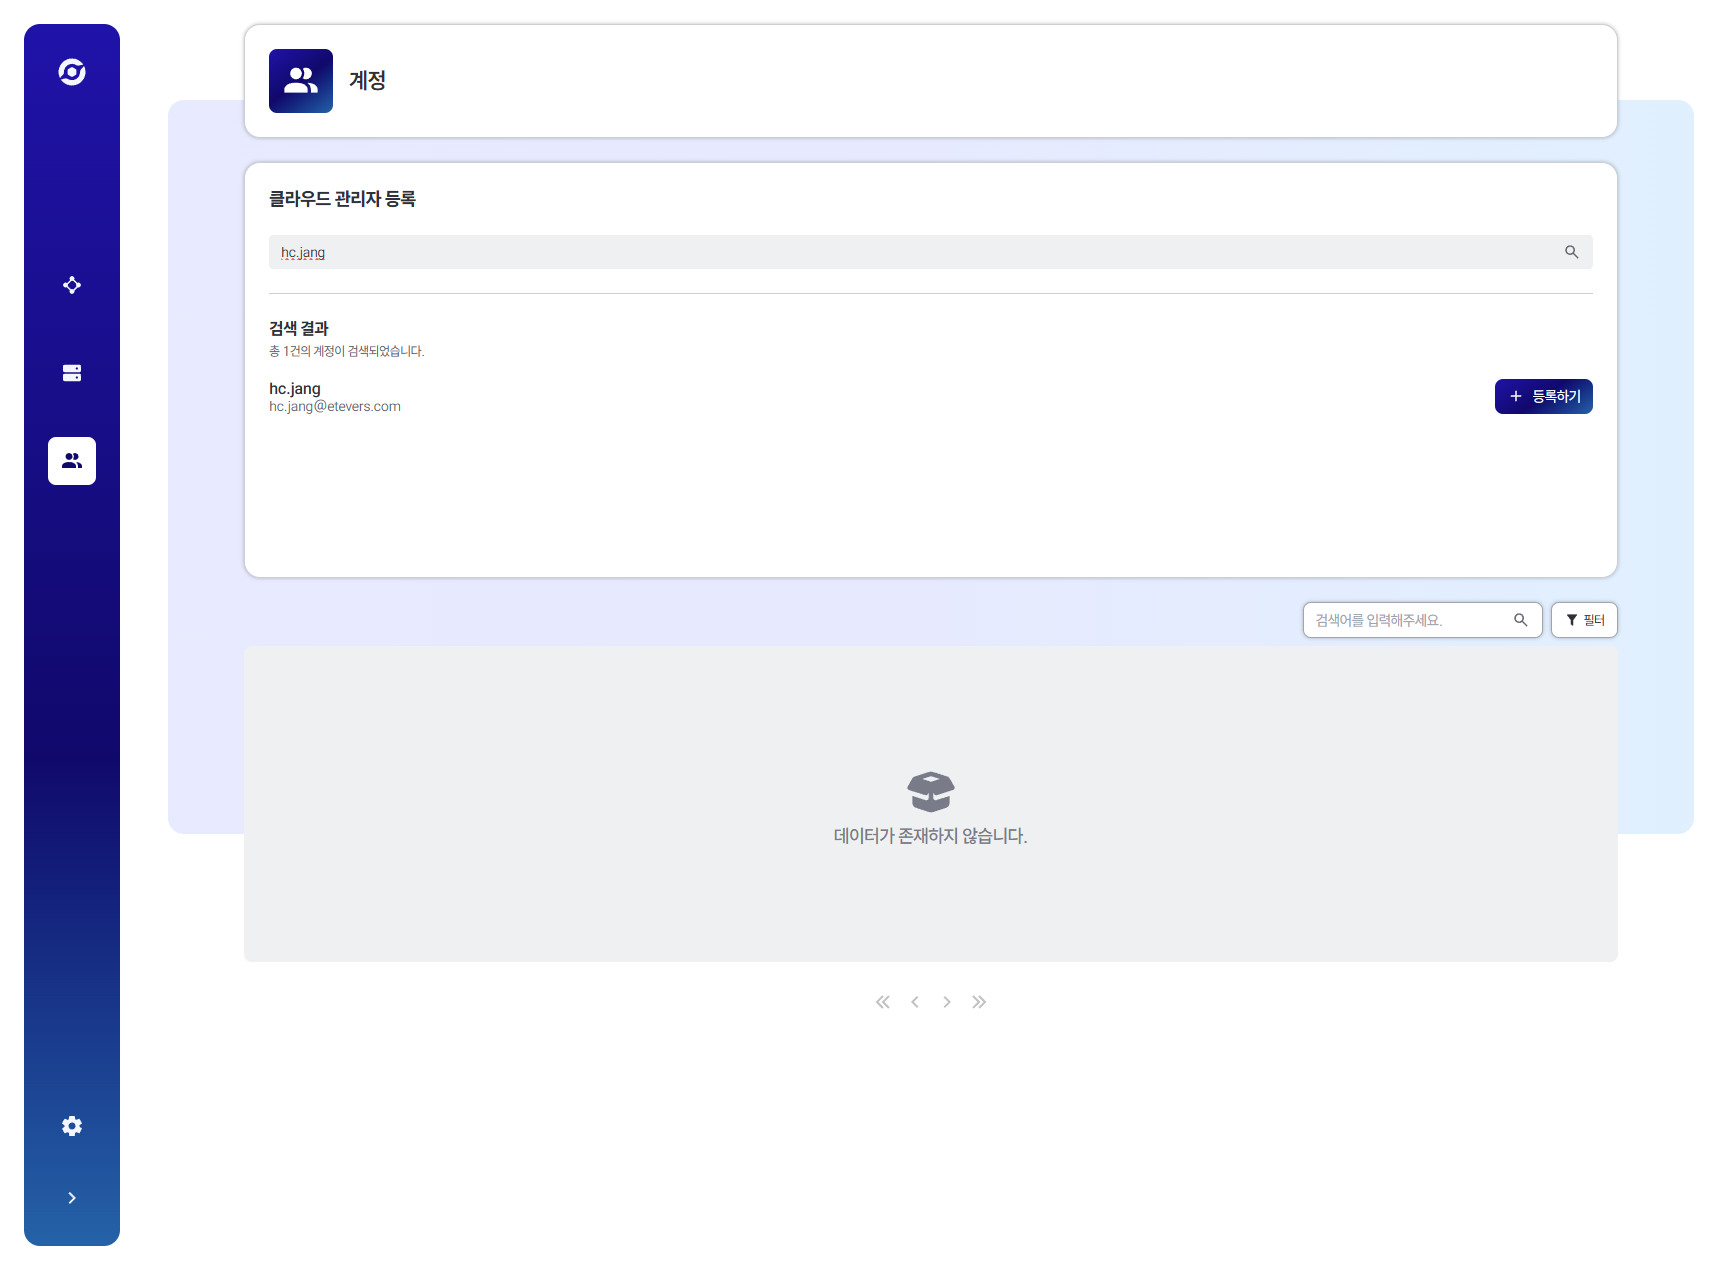 계정
클라우드 관리자 등록
hc.jang
검색 결과
총 1건의 계정이 검색되었습니다.
hc.jang
hc.jang@etevers.com
등록하기
검색어를 입력해주세요.
필터
데이터가 존재하지 않습니다.